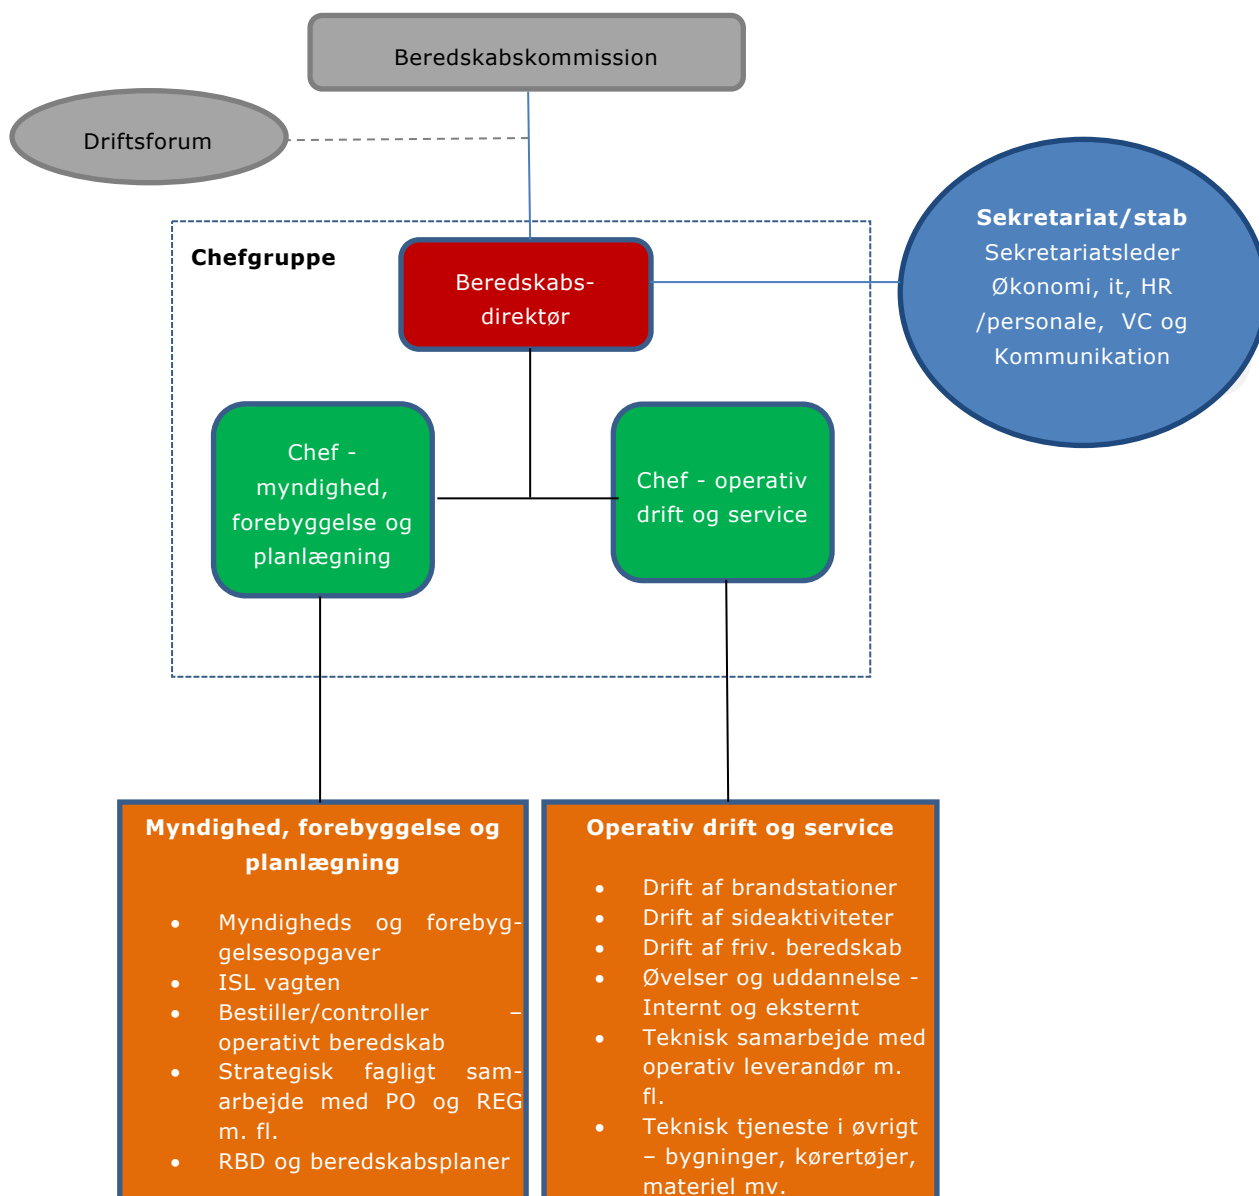 Beredskabskommission
Driftsforum
Sekretariat/stab
Sekretariatsleder
Økonomi, it, HR
/personale, VC og
Kommunikation
Chefgruppe
Beredskabs-
direktør
Chef -
myndighed,
forebyggelse og
planlægning
Chef - operativ
drift og service
Myndighed, forebyggelse og
planlægning
• Myndigheds og forebyg-
gelsesopgaver
• ISL vagten
• Bestiller/controller –
operativt beredskab
• Strategisk fagligt sam-
arbejde med PO og REG
m. fl.
• RBD og beredskabsplaner
Operativ drift og service
• Drift af brandstationer
• Drift af sideaktiviteter
• Drift af friv. beredskab
• Øvelser og uddannelse -
Internt og eksternt
• Teknisk samarbejde med
operativ leverandør m.
fl.
• Teknisk tjeneste i øvrigt
– bygninger, kørertøjer,
materiel mv.